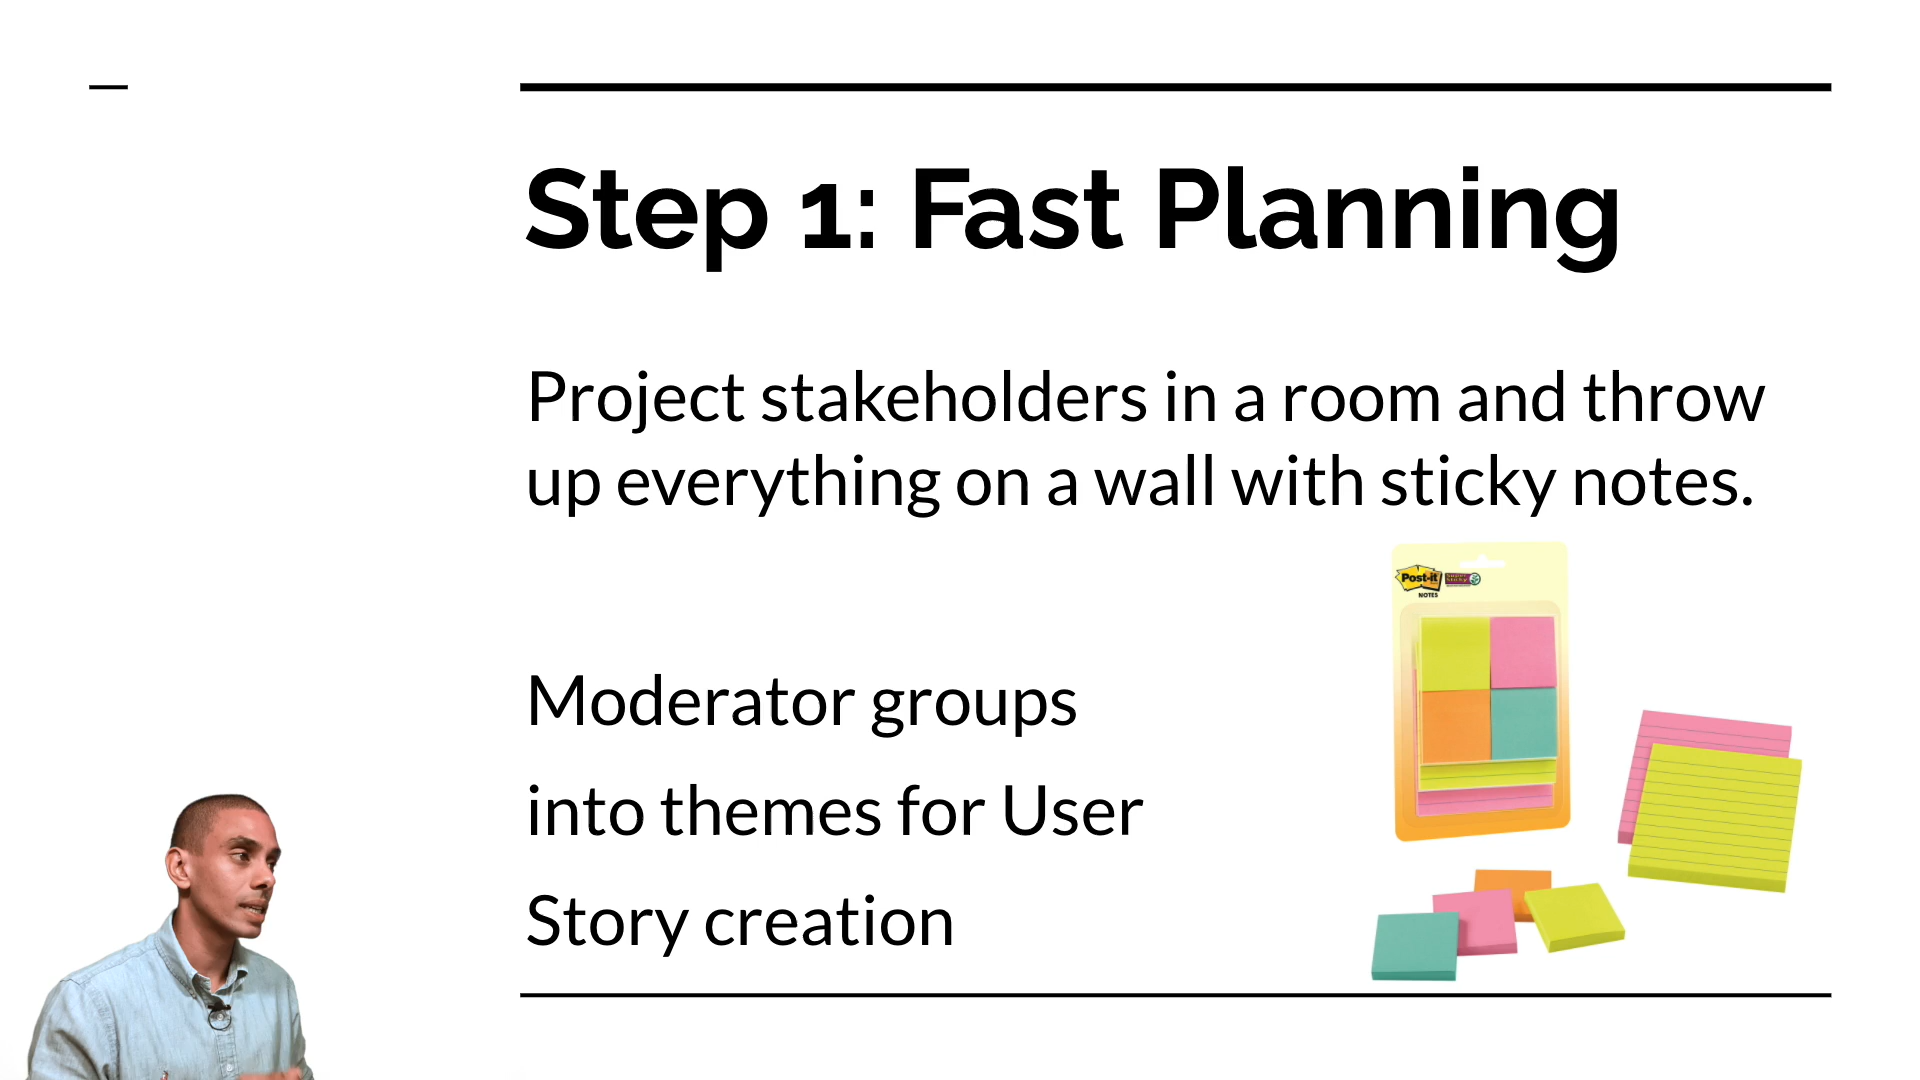 Step 1: Fast Planning
Project stakeholders in a room and throw
up everything on a wall with sticky notes.
Post-it
NOTES
Moderator groups
into themes for User
Story creation